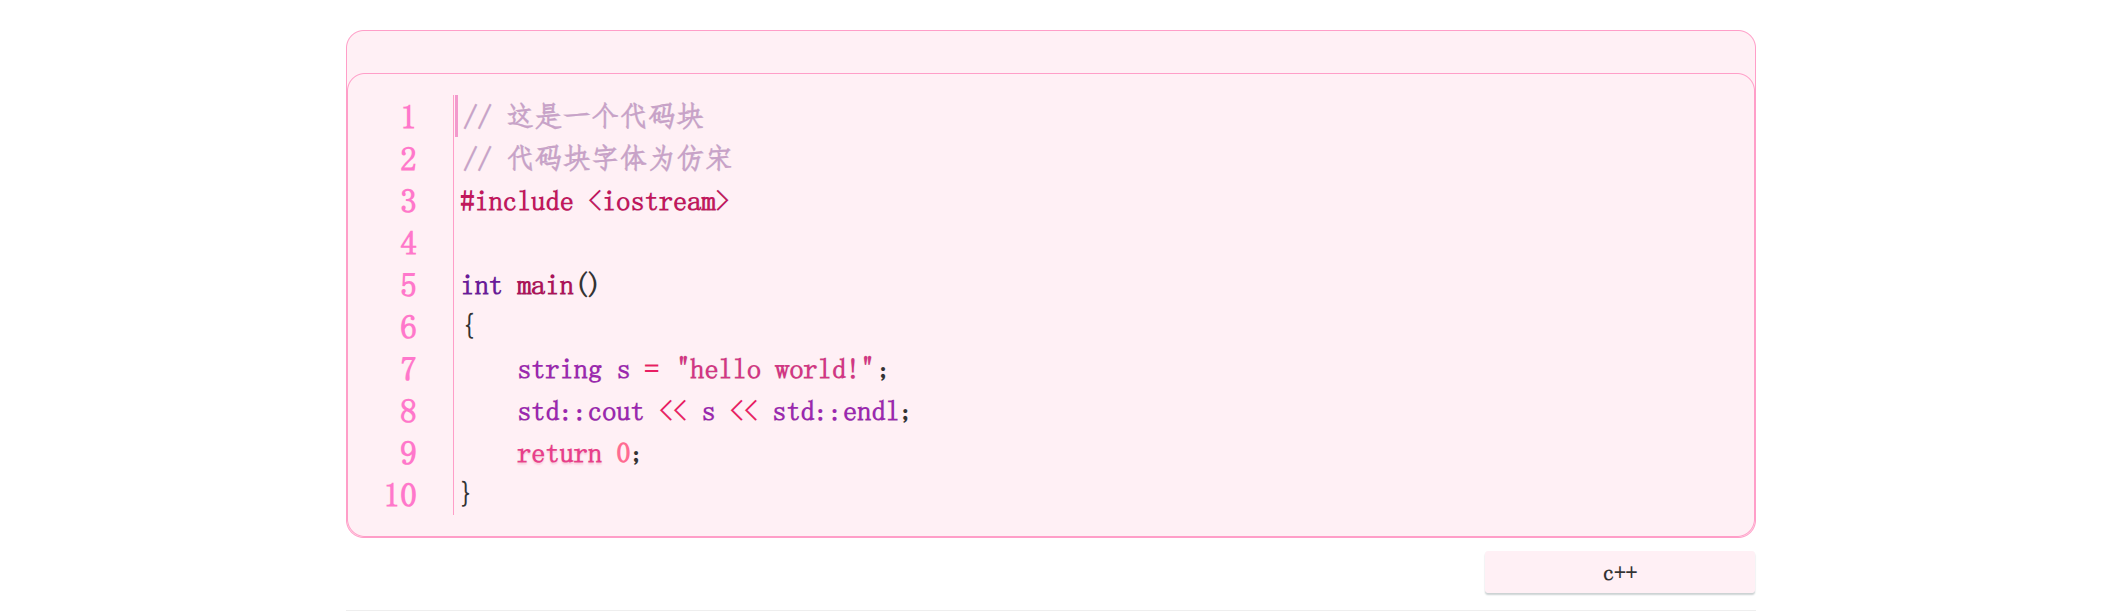 1 // 这是一个代码块
2 // 代码块字体为仿宋
3 #include <iostream>
4
5 int main()
6 {
7     string s = "hello world!";
8     std::cout << s << std::endl;
9     return 0;
10 }
c++